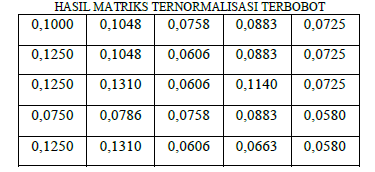 HASIL MATRIKS TERNORMALISASI TERBOBOT
0,1000 0,1048 0,0758 0,0883 0,0725
0,1250 0,1048 0,0606 0,0883 0,0725
0,1250 0,1310 0,0606 0,1140 0,0725
0,0750 0,0786 0,0758 0,0883 0,0580
0,1250 0,1310 0,0606 0,0663 0,0580